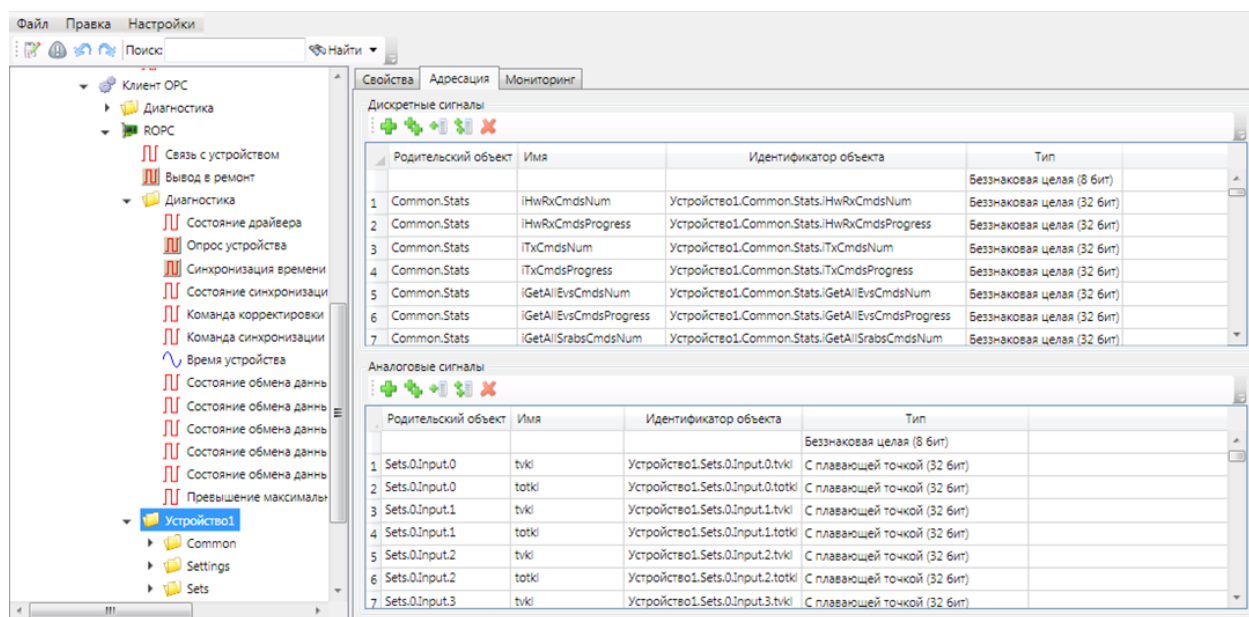 Файл Правка Настройки
Поиск: Найти
Клиент OPC
Диагностика
ROPC
Связь с устройством
Вывод в ремонт
Диагностика
Состояние драйвера
Опрос устройства
Синхронизация времени
Состояние синхронизаци
Команда корректировки
Команда синхронизации
Время устройства
Состояние обмена даннь
Состояние обмена даннь
Состояние обмена даннь
Состояние обмена даннь
Состояние обмена даннь
Превышение максимальн
Устройство1
Common
Settings
Sets
Свойства Адресация Мониторинг
Дискретные сигналы
Родительский объект Имя Идентификатор объекта Тип
Беззнаковая целая (8 бит)
1 Common.Stats iHwRxCmdsNum Устройство1.Common.Stats.iHwRxCmdsNum Беззнаковая целая (32 бит)
2 Common.Stats iHwRxCmdsProgress Устройство1.Common.Stats.iHwRxCmdsProgress Беззнаковая целая (32 бит)
3 Common.Stats iTxCmdsNum Устройство1.Common.Stats.iTxCmdsNum Беззнаковая целая (32 бит)
4 Common.Stats iTxCmdsProgress Устройство1.Common.Stats.iTxCmdsProgress Беззнаковая целая (32 бит)
5 Common.Stats iGetAllEvsCmdsNum Устройство1.Common.Stats.iGetAllEvsCmdsNum Беззнаковая целая (32 бит)
6 Common.Stats iGetAllEvsCmdsProgress Устройство1.Common.Stats.iGetAllEvsCmdsProgress Беззнаковая целая (32 бит)
7 Common.Stats iGetAllSrabsCmdsNum Устройство1.Common.Stats.iGetAllSrabsCmdsNum Беззнаковая целая (32 бит)
Аналоговые сигналы
Родительский объект Имя Идентификатор объекта Тип
Беззнаковая целая (8 бит)
1 Sets.0.Input.0 tvkl Устройство1.Sets.0.Input.0.tvkl С плавающей точкой (32 бит)
2 Sets.0.Input.0 totkl Устройство1.Sets.0.Input.0.totkl С плавающей точкой (32 бит)
3 Sets.0.Input.1 tvkl Устройство1.Sets.0.Input.1.tvkl С плавающей точкой (32 бит)
4 Sets.0.Input.1 totkl Устройство1.Sets.0.Input.1.totkl С плавающей точкой (32 бит)
5 Sets.0.Input.2 tvkl Устройство1.Sets.0.Input.2.tvkl С плавающей точкой (32 бит)
6 Sets.0.Input.2 totkl Устройство1.Sets.0.Input.2.totkl С плавающей точкой (32 бит)
7 Sets.0.Input.3 tvkl Устройство1.Sets.0.Input.3.tvkl С плавающей точкой (32 бит)